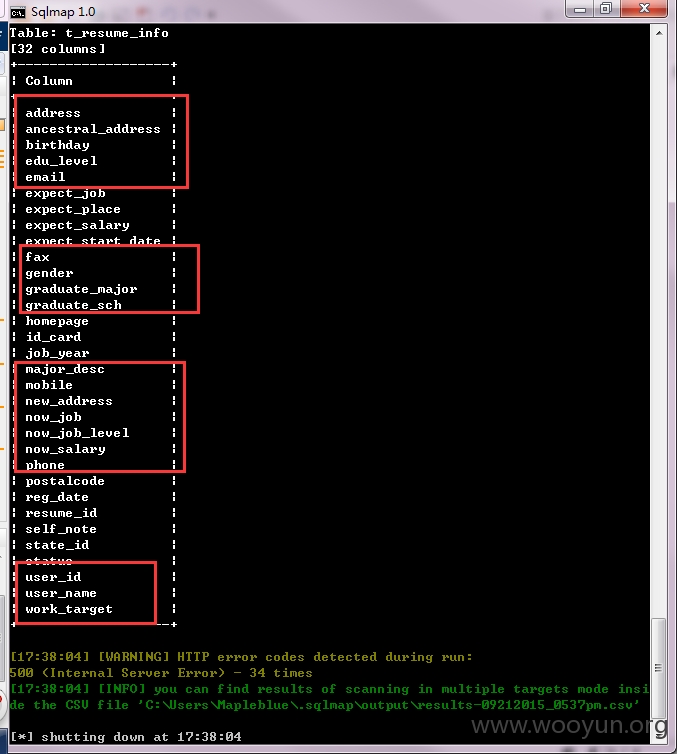 Sqlmap 1.0
Table: t_resume_info
[32 columns]
+-------------------+
| Column            |
+-------------------+
| address           |
| ancestral_address |
| birthday          |
| edu_level         |
| email             |
| expect_job        |
| expect_place      |
| expect_salary     |
| expect_start_date |
| fax               |
| gender            |
| graduate_major    |
| graduate_sch      |
| homepage          |
| id_card           |
| job_year          |
| major_desc        |
| mobile            |
| new_address       |
| now_job           |
| now_job_level     |
| now_salary        |
| phone             |
| postalcode        |
| reg_date          |
| resume_id         |
| self_note         |
| state_id          |
| status            |
| user_id           |
| user_name         |
| work_target       |
+-------------------+
[17:38:04] [WARNING] HTTP error codes detected during run:
500 (Internal Server Error) - 34 times
[17:38:04] [INFO] you can find results of scanning in multiple targets mode insi
de the CSV file 'C:\Users\Mapleblue\.sqlmap\output\results-09212015_0537pm.csv'
www.wooyun.org
[*] shutting down at 17:38:04